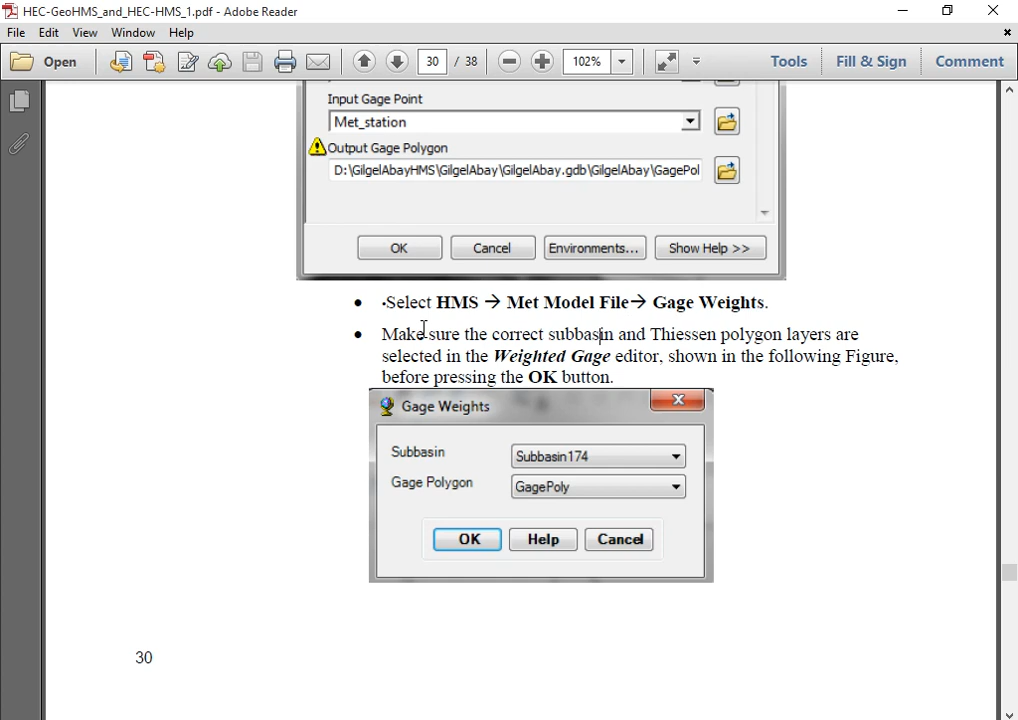 HEC-GeoHMS_and_HEC-HMS_1.pdf - Adobe Reader
File Edit View Window Help
Open 30 / 38 102% Tools Fill & Sign Comment
Input Gage Point
Met_station
Output Gage Polygon
D:\GilgelAbayHMS\GilgelAbay\GilgelAbay.gdb\GilgelAbay\GagePol
OK Cancel Environments... Show Help >>
• ·Select HMS → Met Model File→ Gage Weights.
• Make sure the correct subbasin and Thiessen polygon layers are
selected in the Weighted Gage editor, shown in the following Figure,
before pressing the OK button.
Gage Weights
Subbasin Subbasin174
Gage Polygon GagePoly
OK Help Cancel
30